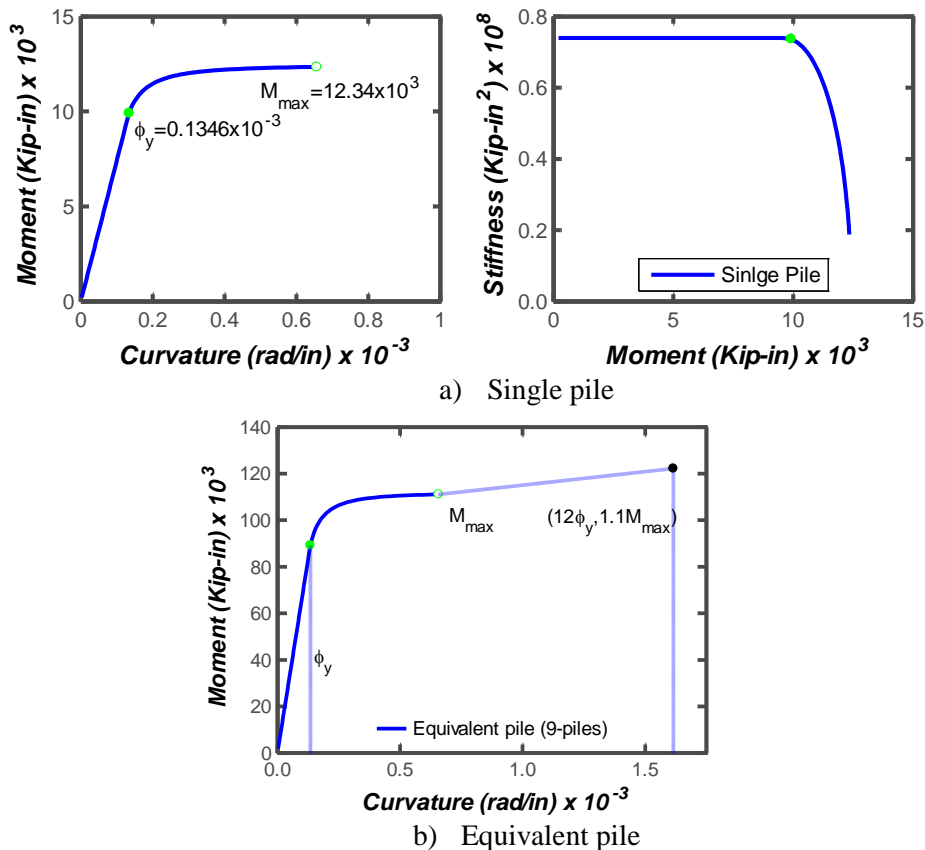 15
10
5
0
0
0.2
0.4
0.6
0.8
1
Moment (Kip-in) x 10^3
Curvature (rad/in) x 10^-3
M_max=12.34x10^3
ϕ_y=0.1346x10^-3
0.8
0.6
0.4
0.2
0.0
0
5
10
15
Stiffness (Kip-in^2) x 10^8
Moment (Kip-in) x 10^3
Sinlge Pile
a) Single pile
140
120
100
80
60
40
20
0
0.0
0.5
1.0
1.5
Moment (Kip-in) x 10^3
Curvature (rad/in) x 10^-3
M_max
(12ϕ_y,1.1M_max)
ϕ_y
Equivalent pile (9-piles)
b) Equivalent pile